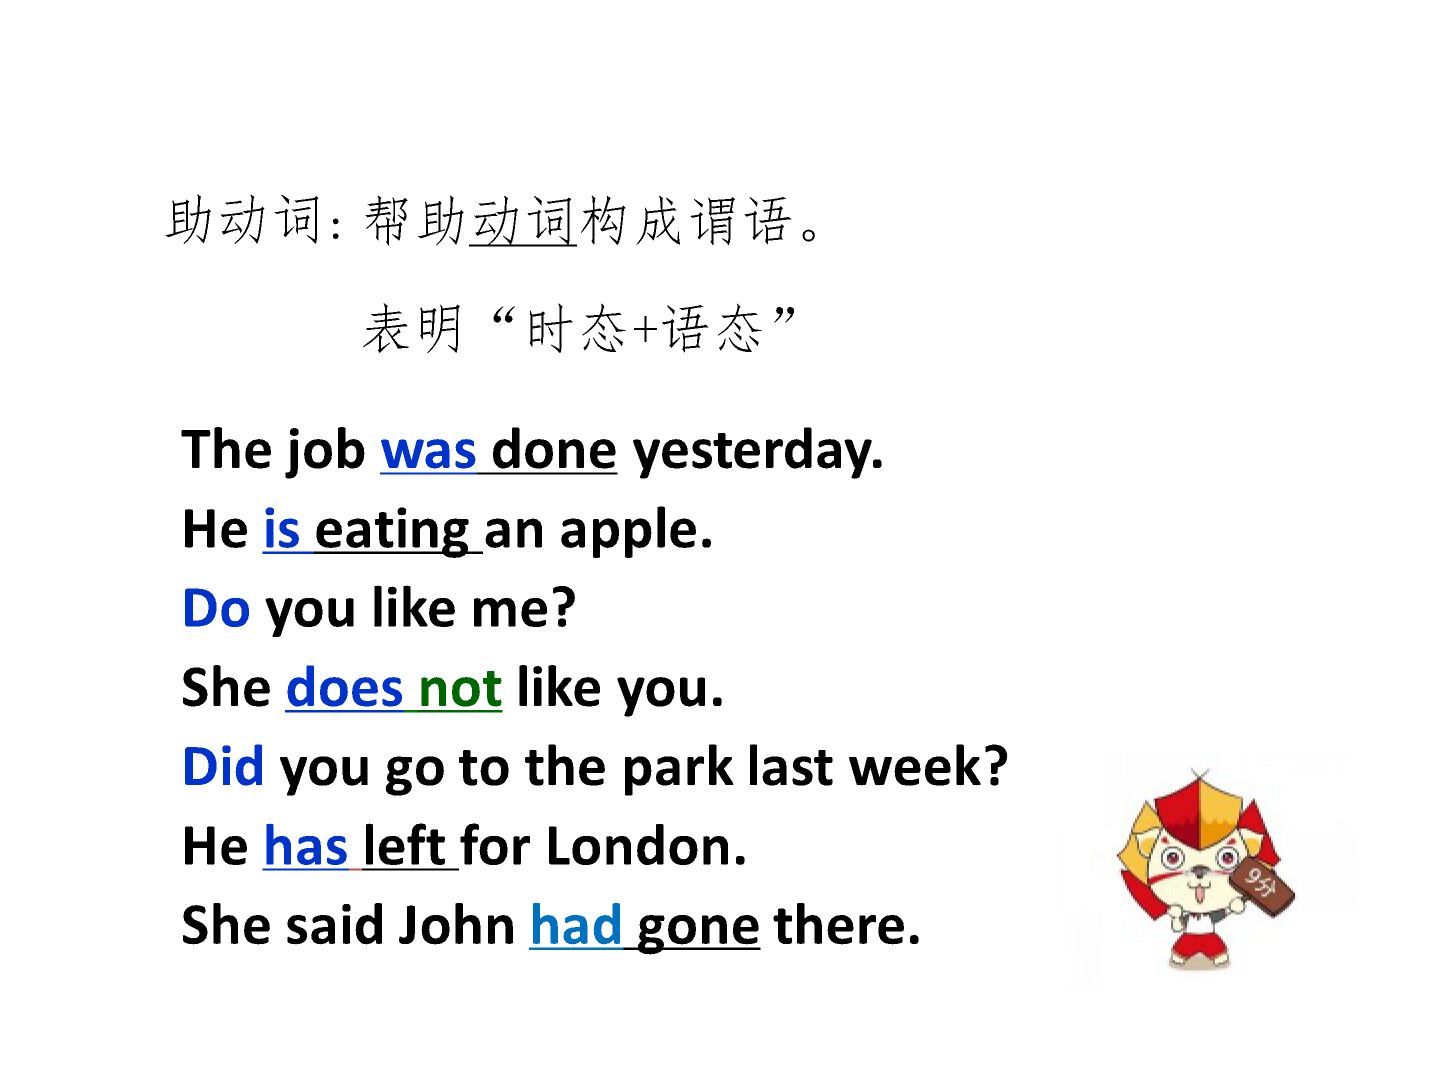 助动词: 帮助动词构成谓语。
表明“时态+语态”
The job was done yesterday.
He is eating an apple.
Do you like me?
She does not like you.
Did you go to the park last week?
He has left for London.
She said John had gone there.
9分